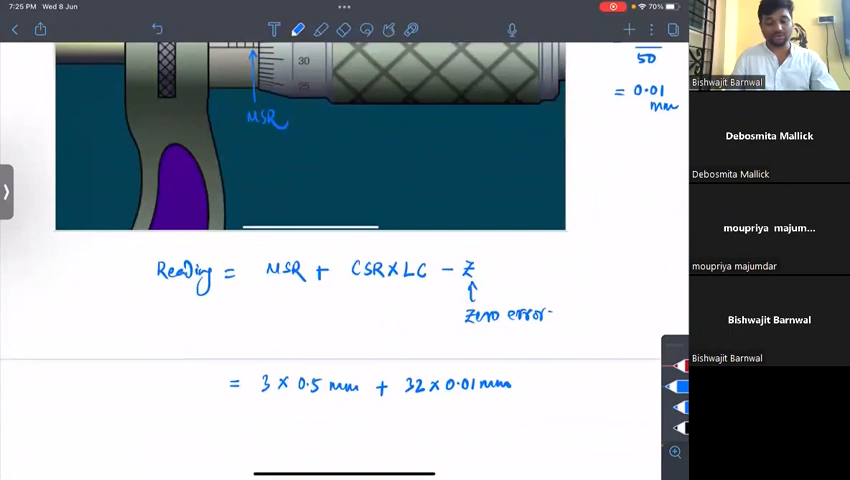 7:25 PM Wed 8 Jun
70%
30
25
MSR
50
= 0.01
mm
Reading = MSR + CSR X LC - Z
Zero error
= 3 × 0.5 mm + 32 × 0.01 mm
Bishwajit Barnwal
Debosmita Mallick
Debosmita Mallick
moupriya majum...
moupriya majumdar
Bishwajit Barnwal
Bishwajit Barnwal